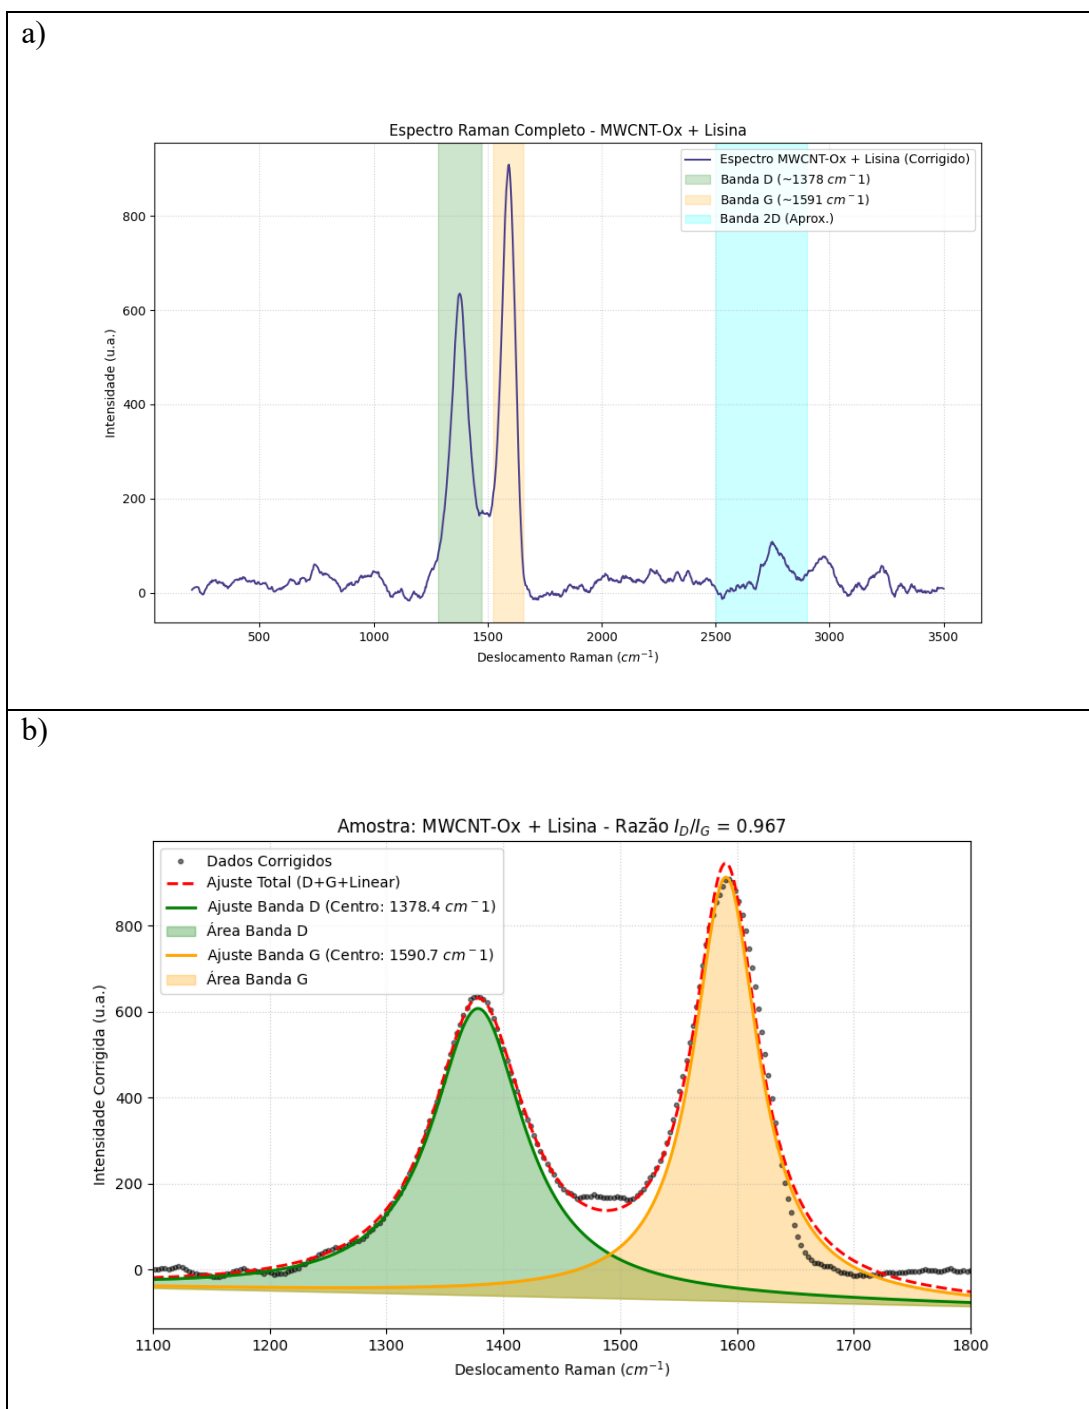 a)
Espectro Raman Completo - MWCNT-Ox + Lisina
Espectro MWCNT-Ox + Lisina (Corrigido)
Banda D (~1378 cm^-1)
Banda G (~1591 cm^-1)
Banda 2D (Aprox.)
800
600
400
200
0
Intensidade (u.a.)
500 1000 1500 2000 2500 3000 3500
Deslocamento Raman (cm⁻¹)
b)
Amostra: MWCNT-Ox + Lisina - Razão I_D/I_G = 0.967
Dados Corrigidos
Ajuste Total (D+G+Linear)
Ajuste Banda D (Centro: 1378.4 cm⁻1)
Área Banda D
Ajuste Banda G (Centro: 1590.7 cm⁻1)
Área Banda G
800
600
400
200
0
Intensidade Corrigida (u.a.)
1100 1200 1300 1400 1500 1600 1700 1800
Deslocamento Raman (cm⁻¹)